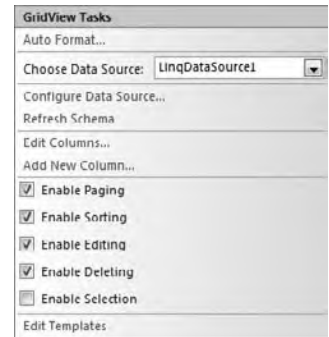 GridView Tasks
Auto Format...
Choose Data Source: LinqDataSource1
Configure Data Source...
Refresh Schema
Edit Columns...
Add New Column...
Enable Paging
Enable Sorting
Enable Editing
Enable Deleting
Enable Selection
Edit Templates